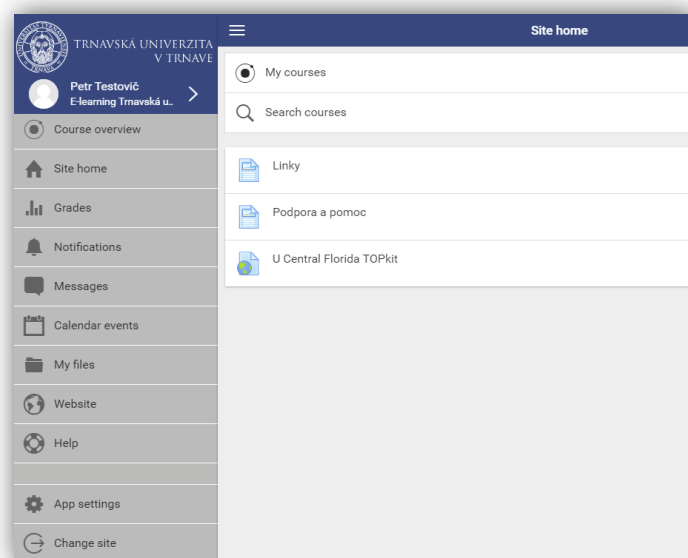 TRNAVSKÁ UNIVERZITA
V TRNAVE
Petr Testovič
E-learning Trnavská u..
Course overview
Site home
Grades
Notifications
Messages
Calendar events
My files
Website
Help
App settings
Change site
Site home
My courses
Search courses
Linky
Podpora a pomoc
U Central Florida TOPkit